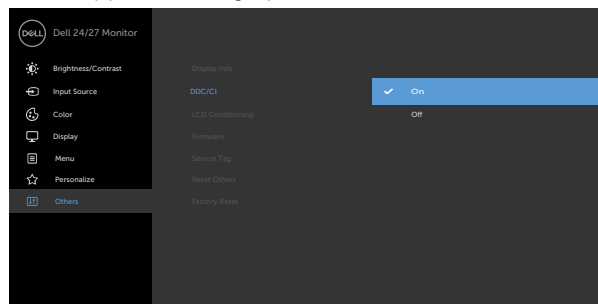 DELL Dell 24/27 Monitor
Brightness/Contrast
Input Source
Color
Display
Menu
Personalize
Others
Display Info
DDC/CI
LCD Conditioning
Firmware
Service Tag
Reset Others
Factory Reset
On
Off